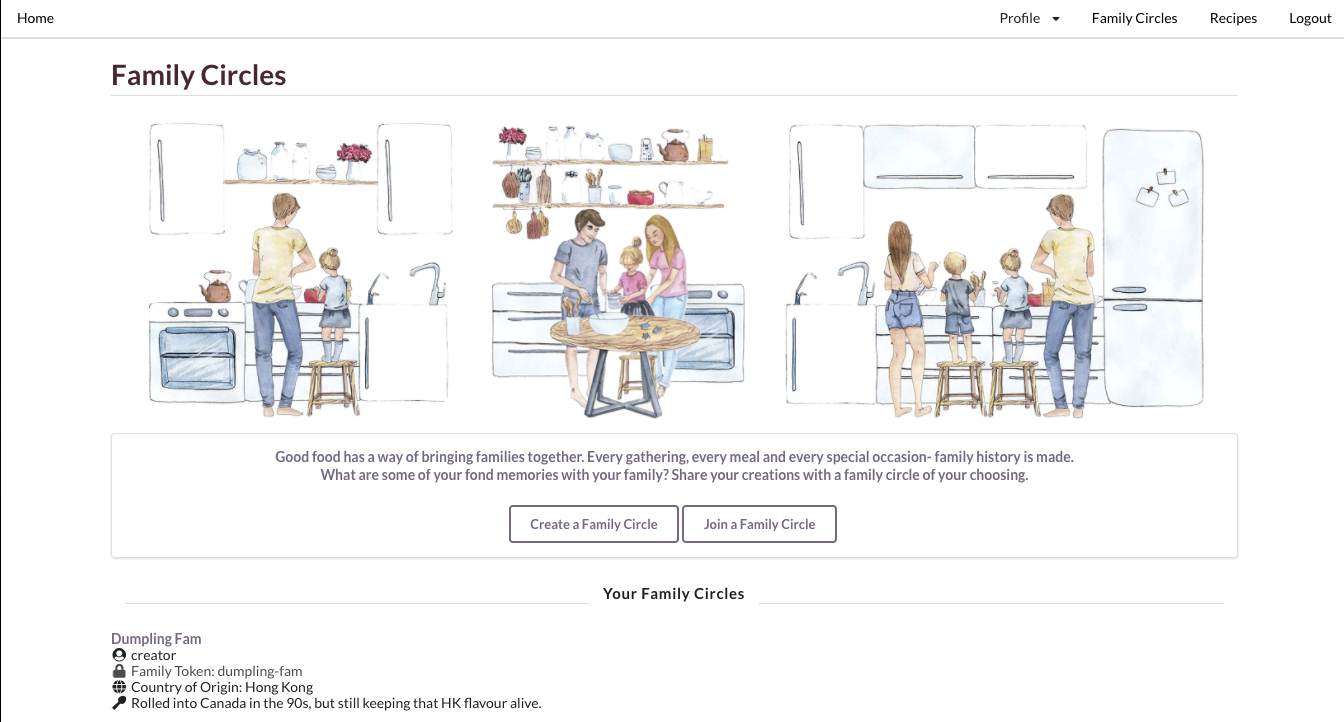 Home
Profile
Family Circles
Recipes
Logout
Family Circles
Good food has a way of bringing families together. Every gathering, every meal and every special occasion- family history is made.
What are some of your fond memories with your family? Share your creations with a family circle of your choosing.
Create a Family Circle
Join a Family Circle
Your Family Circles
Dumpling Fam
creator
Family Token: dumpling-fam
Country of Origin: Hong Kong
Rolled into Canada in the 90s, but still keeping that HK flavour alive.